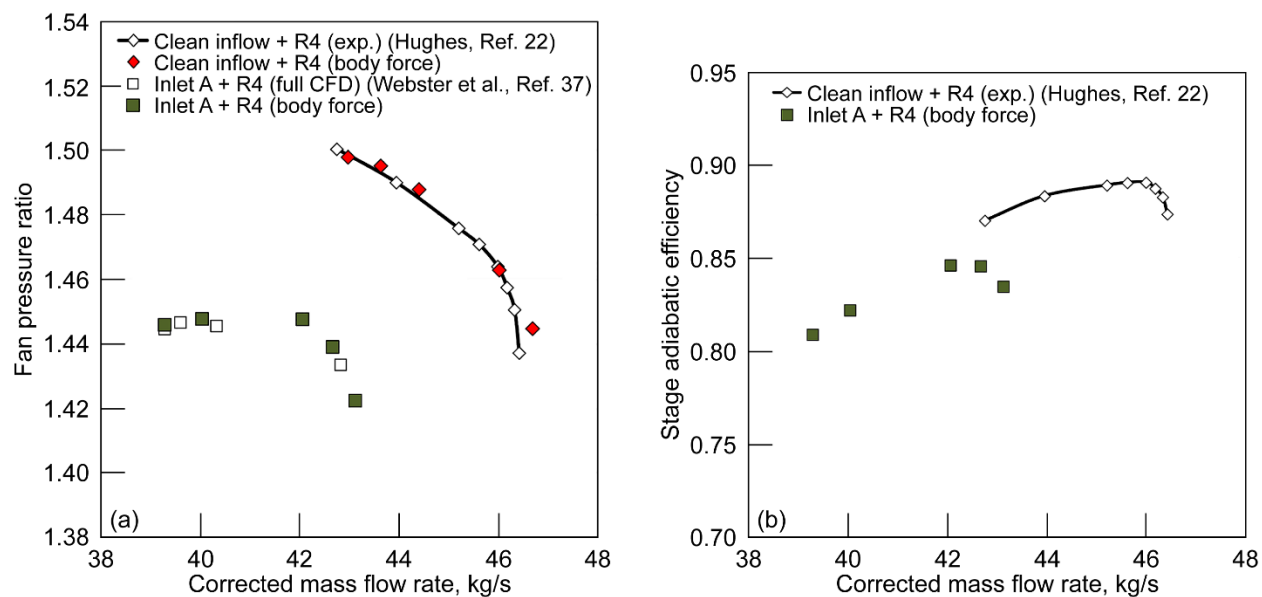 1.54
1.52
1.50
1.48
1.46
1.44
1.42
1.40
1.38
Fan pressure ratio
Clean inflow + R4 (exp.) (Hughes, Ref. 22)
Clean inflow + R4 (body force)
Inlet A + R4 (full CFD) (Webster et al., Ref. 37)
Inlet A + R4 (body force)
(a)
38 40 42 44 46 48
Corrected mass flow rate, kg/s
0.95
0.90
0.85
0.80
0.75
0.70
Stage adiabatic efficiency
Clean inflow + R4 (exp.) (Hughes, Ref. 22)
Inlet A + R4 (body force)
(b)
38 40 42 44 46 48
Corrected mass flow rate, kg/s